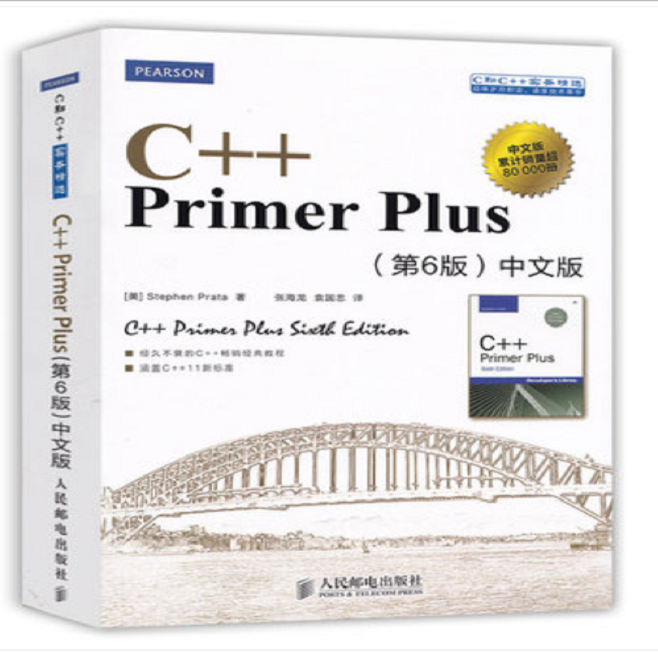 PEARSON
C和C++实务精选
中文版
累计销量超
80 000册
C++
Primer Plus
（第6版）中文版
[美] Stephen Prata 著 张海龙 袁国忠 译
C++ Primer Plus Sixth Edition
经久不衰的C++畅销经典教程
涵盖C++11新标准
C++
Primer Plus
Sixth Edition
Developer's Library
人民邮电出版社
POSTS & TELECOM PRESS
PEARSON
C和C++实务精选
C++ Primer Plus(第6版)中文版
人民邮电出版社